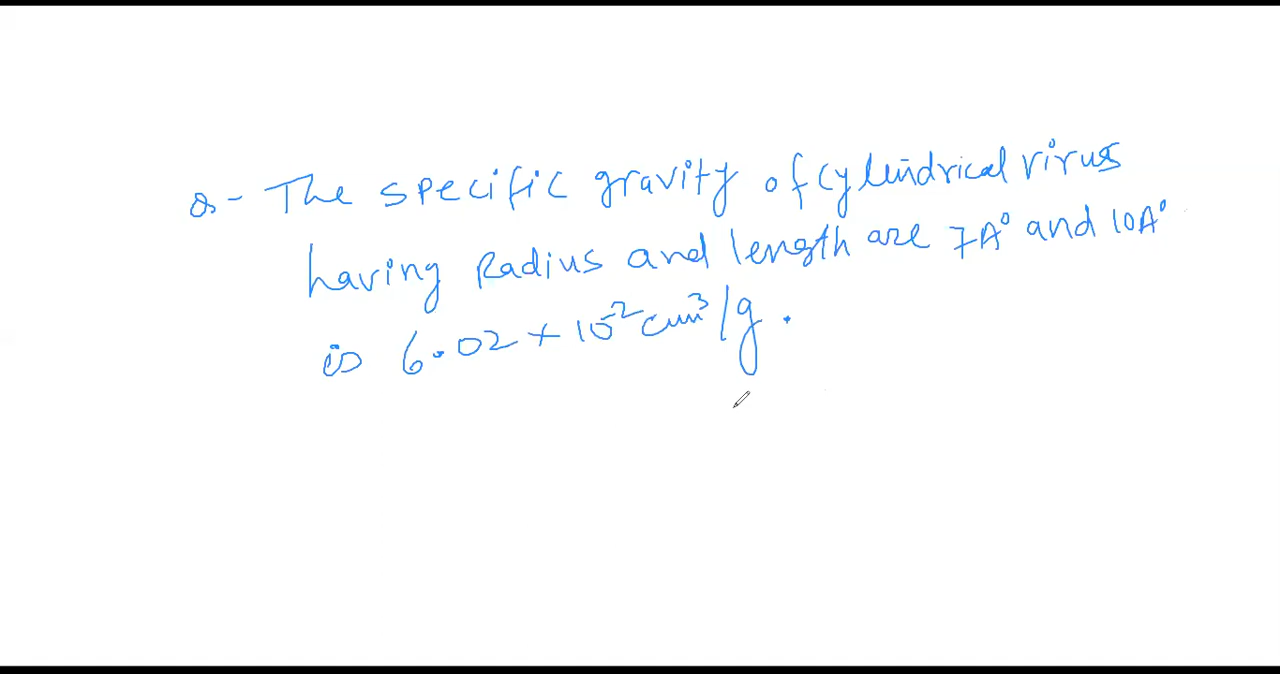 Q- The specific gravity of cylindrical virus
having Radius and length are 7A° and 10A°
is 6.02 × 10⁻² cm³/g.